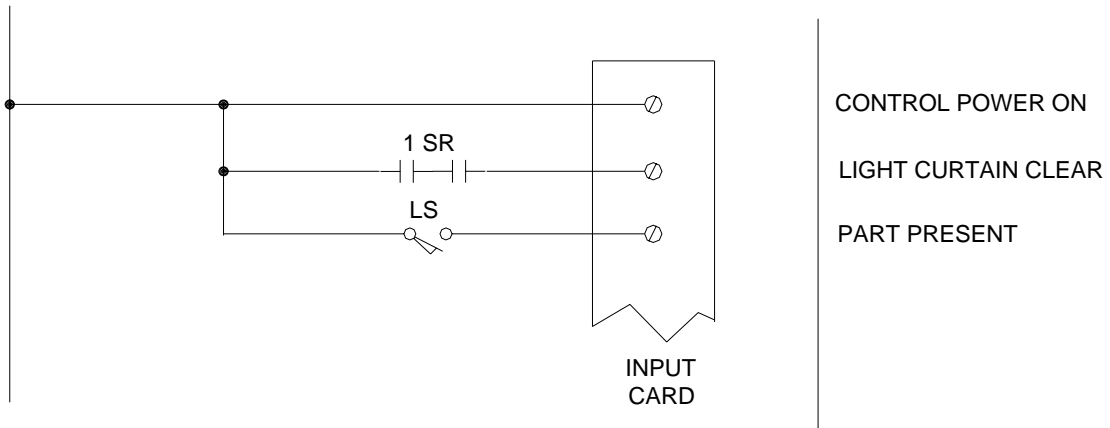 CONTROL POWER ON
1 SR
LIGHT CURTAIN CLEAR
LS
PART PRESENT
INPUT
CARD